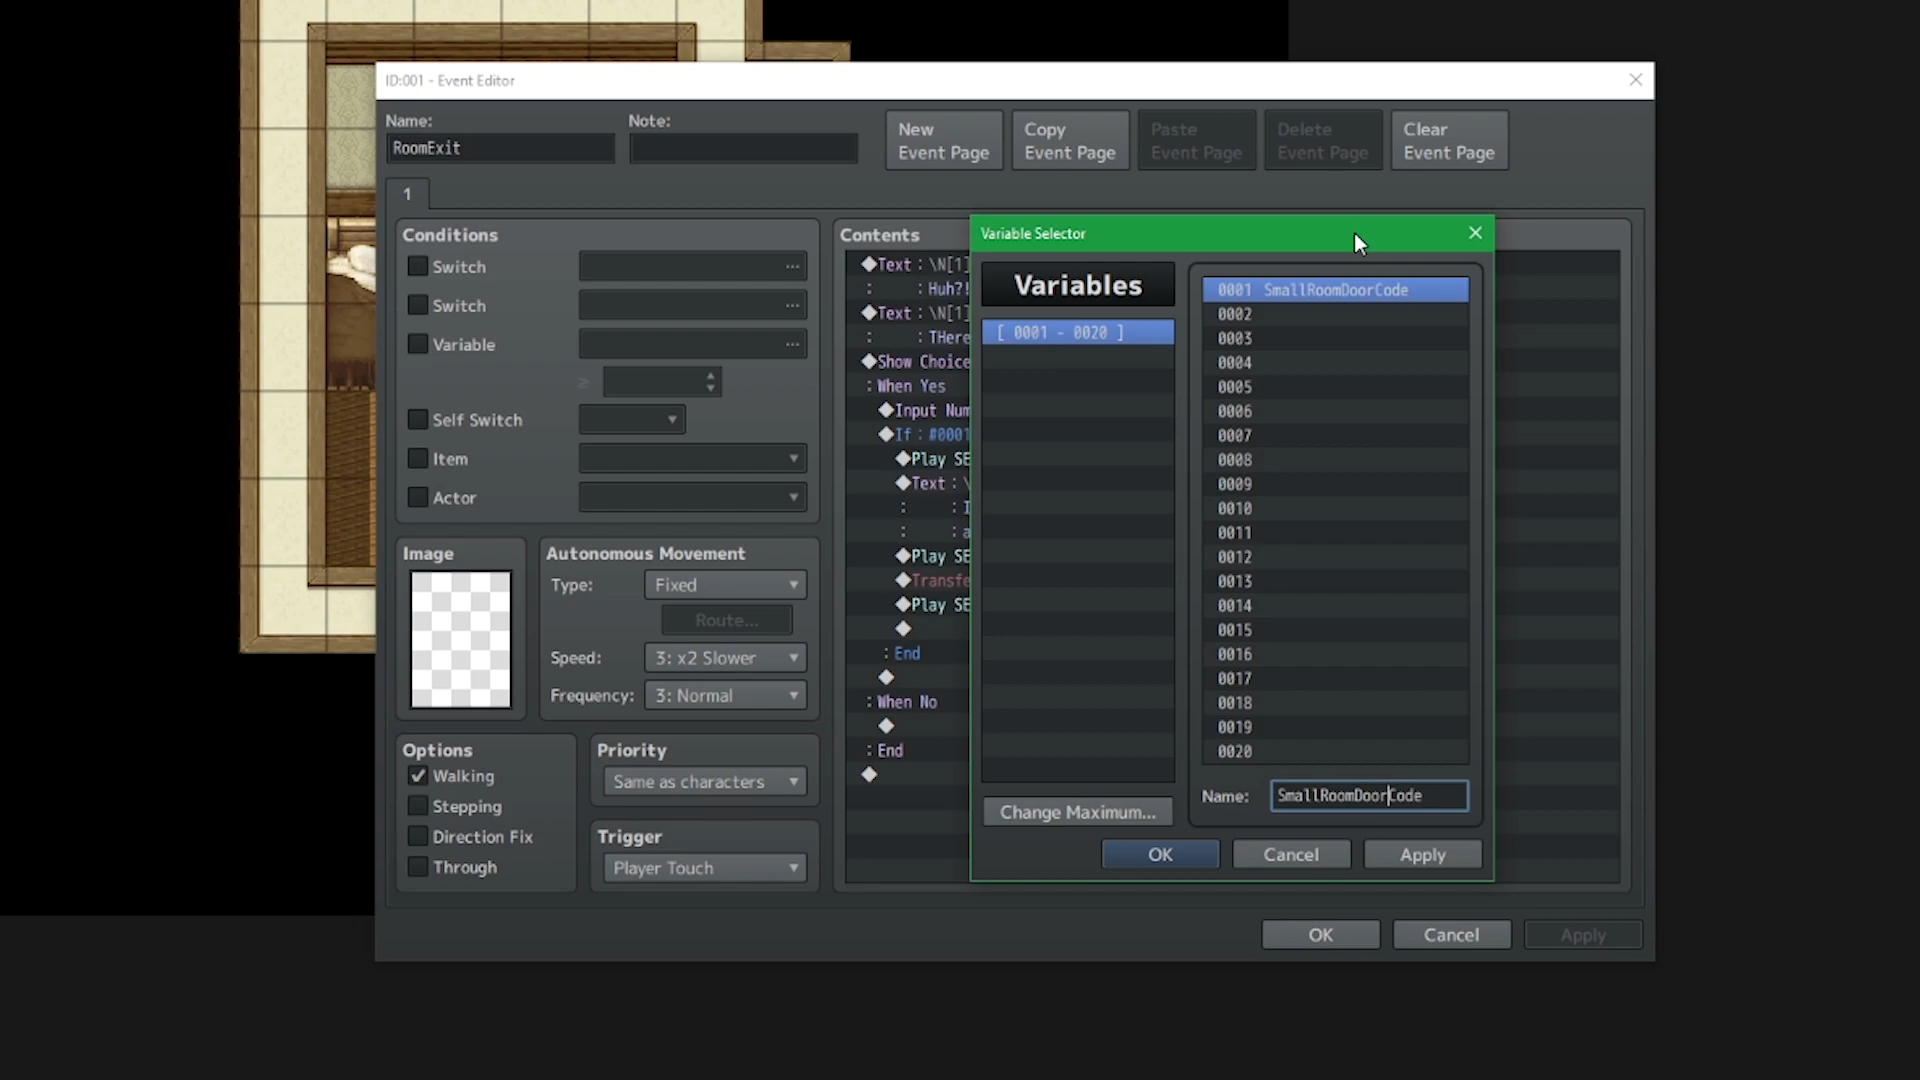 ID:001 - Event Editor
Name:
Note:
RoomExit
New
Event Page
Copy
Event Page
Paste
Event Page
Delete
Event Page
Clear
Event Page
1
Conditions
Switch
...
Switch
...
Variable
...
≥
Self Switch
Item
Actor
Image
Autonomous Movement
Type:
Fixed
Route...
Speed:
3: x2 Slower
Frequency:
3: Normal
Options
Walking
Stepping
Direction Fix
Through
Priority
Same as characters
Trigger
Player Touch
Contents
◆Text : \N[1]
: : Huh?!
◆Text : \N[1]
: : THere
◆Show Choice
: When Yes
◆Input Num
◆If : #0001
◆Play SE
◆Text : \
: : I
: : a
◆Play SE
◆Transfe
◆Play SE
◆
: End
◆
: When No
◆
: End
◆
Variable Selector
Variables
[ 0001 - 0020 ]
Change Maximum...
0001 SmallRoomDoorCode
0002
0003
0004
0005
0006
0007
0008
0009
0010
0011
0012
0013
0014
0015
0016
0017
0018
0019
0020
Name:
SmallRoomDoorCode
OK
Cancel
Apply
OK
Cancel
Apply